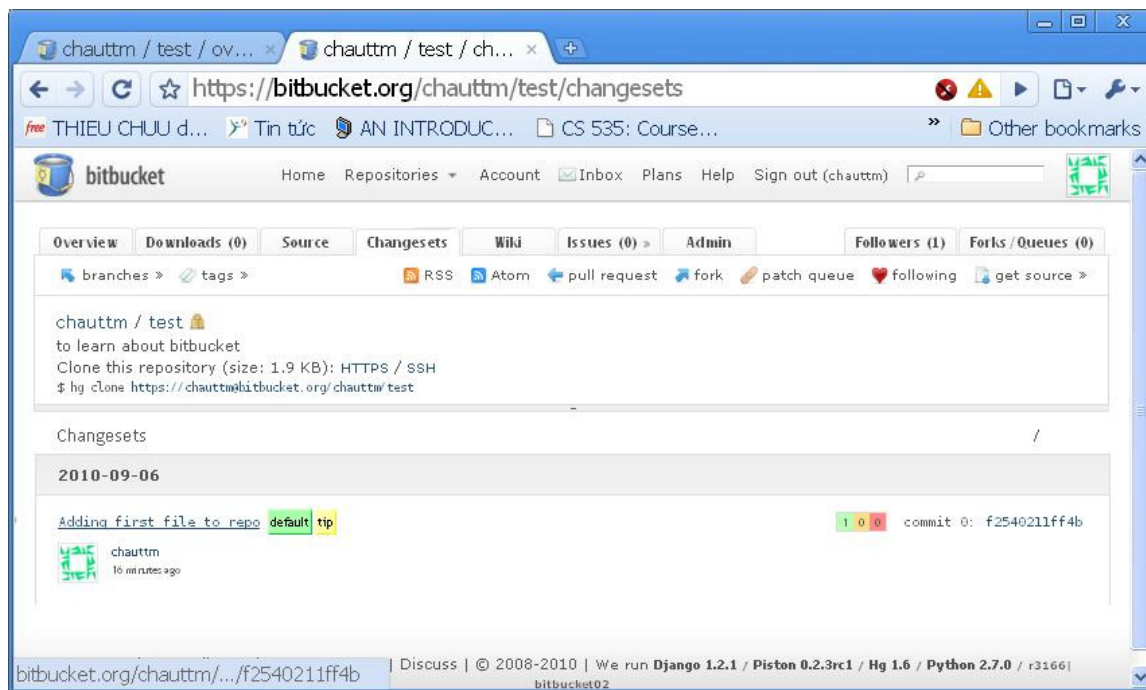 chauttm / test / ov...
chauttm / test / ch...
https://bitbucket.org/chauttm/test/changesets
free THIEU CHUU d... Tin tức AN INTRODUC... CS 535: Course... » Other bookmarks
bitbucket Home Repositories Account Inbox Plans Help Sign out (chauttm)
Overview Downloads (0) Source Changesets Wiki Issues (0) » Admin Followers (1) Forks/Queues (0)
branches » tags » RSS Atom pull request fork patch queue following get source »
chauttm / test
to learn about bitbucket
Clone this repository (size: 1.9 KB): HTTPS / SSH
$ hg clone https://chauttm@bitbucket.org/chauttm/test
Changesets /
2010-09-06
Adding first file to repo default tip 1 0 0 commit 0: f2540211ff4b
chauttm
16 minutes ago
| Discuss | © 2008-2010 | We run Django 1.2.1 / Piston 0.2.3rc1 / Hg 1.6 / Python 2.7.0 / r3166|
bitbucket02
bitbucket.org/chauttm/.../f2540211ff4b